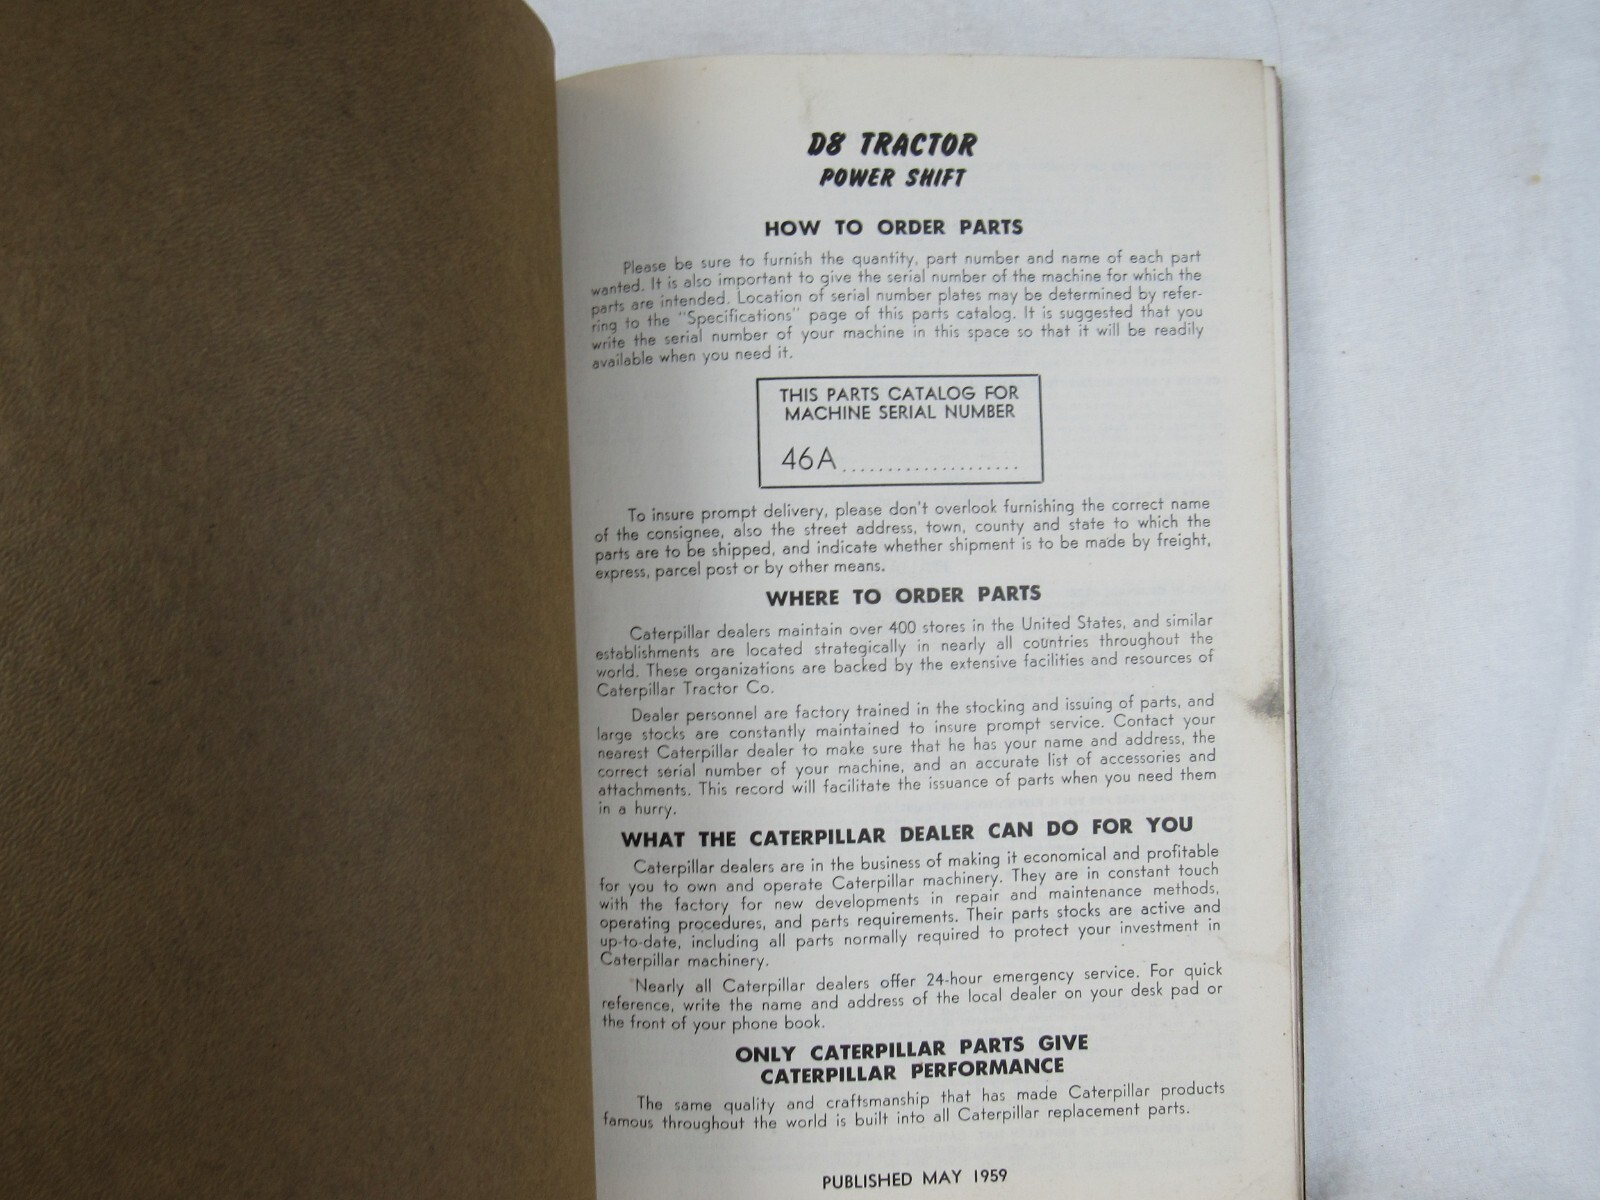 D8 TRACTOR
POWER SHIFT
HOW TO ORDER PARTS
Please be sure to furnish the quantity, part number and name of each part
wanted. It is also important to give the serial number of the machine for which the
parts are intended. Location of serial number plates may be determined by refer-
ring to the "Specifications" page of this parts catalog. It is suggested that you
write the serial number of your machine in this space so that it will be readily
available when you need it.
THIS PARTS CATALOG FOR
MACHINE SERIAL NUMBER
46A....................
To insure prompt delivery, please don't overlook furnishing the correct name
of the consignee, also the street address, town, county and state to which the
parts are to be shipped, and indicate whether shipment is to be made by freight,
express, parcel post or by other means.
WHERE TO ORDER PARTS
Caterpillar dealers maintain over 400 stores in the United States, and similar
establishments are located strategically in nearly all countries throughout the
world. These organizations are backed by the extensive facilities and resources of
Caterpillar Tractor Co.
Dealer personnel are factory trained in the stocking and issuing of parts, and
large stocks are constantly maintained to insure prompt service. Contact your
nearest Caterpillar dealer to make sure that he has your name and address, the
correct serial number of your machine, and an accurate list of accessories and
attachments. This record will facilitate the issuance of parts when you need them
in a hurry.
WHAT THE CATERPILLAR DEALER CAN DO FOR YOU
Caterpillar dealers are in the business of making it economical and profitable
for you to own and operate Caterpillar machinery. They are in constant touch
with the factory for new developments in repair and maintenance methods,
operating procedures, and parts requirements. Their parts stocks are active and
up-to-date, including all parts normally required to protect your investment in
Caterpillar machinery.
Nearly all Caterpillar dealers offer 24-hour emergency service. For quick
reference, write the name and address of the local dealer on your desk pad or
the front of your phone book.
ONLY CATERPILLAR PARTS GIVE
CATERPILLAR PERFORMANCE
The same quality and craftsmanship that has made Caterpillar products
famous throughout the world is built into all Caterpillar replacement parts.
PUBLISHED MAY 1959